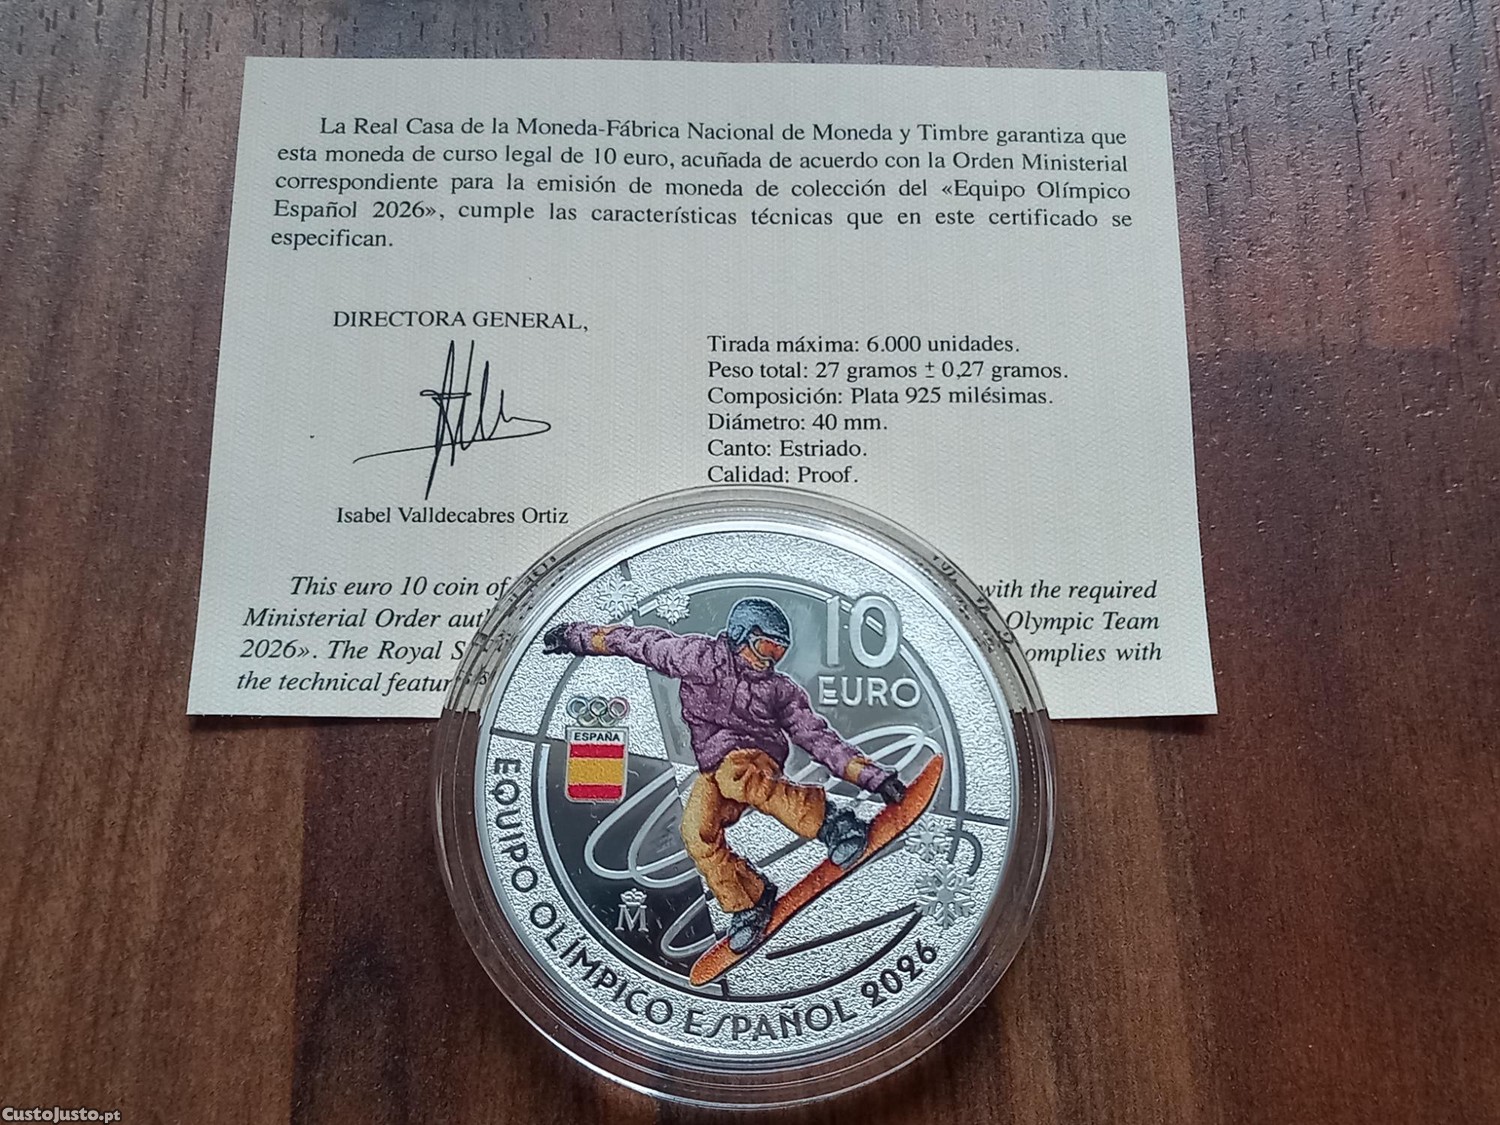 La Real Casa de la Moneda-Fábrica Nacional de Moneda y Timbre garantiza que
esta moneda de curso legal de 10 euro, acuñada de acuerdo con la Orden Ministerial
correspondiente para la emisión de moneda de colección del «Equipo Olímpico
Español 2026», cumple las características técnicas que en este certificado se
especifican.
DIRECTORA GENERAL,
Isabel Valldecabres Ortiz
Tirada máxima: 6.000 unidades.
Peso total: 27 gramos ± 0,27 gramos.
Composición: Plata 925 milésimas.
Diámetro: 40 mm.
Canto: Estriado.
Calidad: Proof.
This euro 10 coin of with the required
Ministerial Order Olympic Team
2026». The Royal with
the technical
10
EURO
ESPAÑA
M
EQUIPO OLÍMPICO ESPAÑOL 2026
CustoJusto.pt